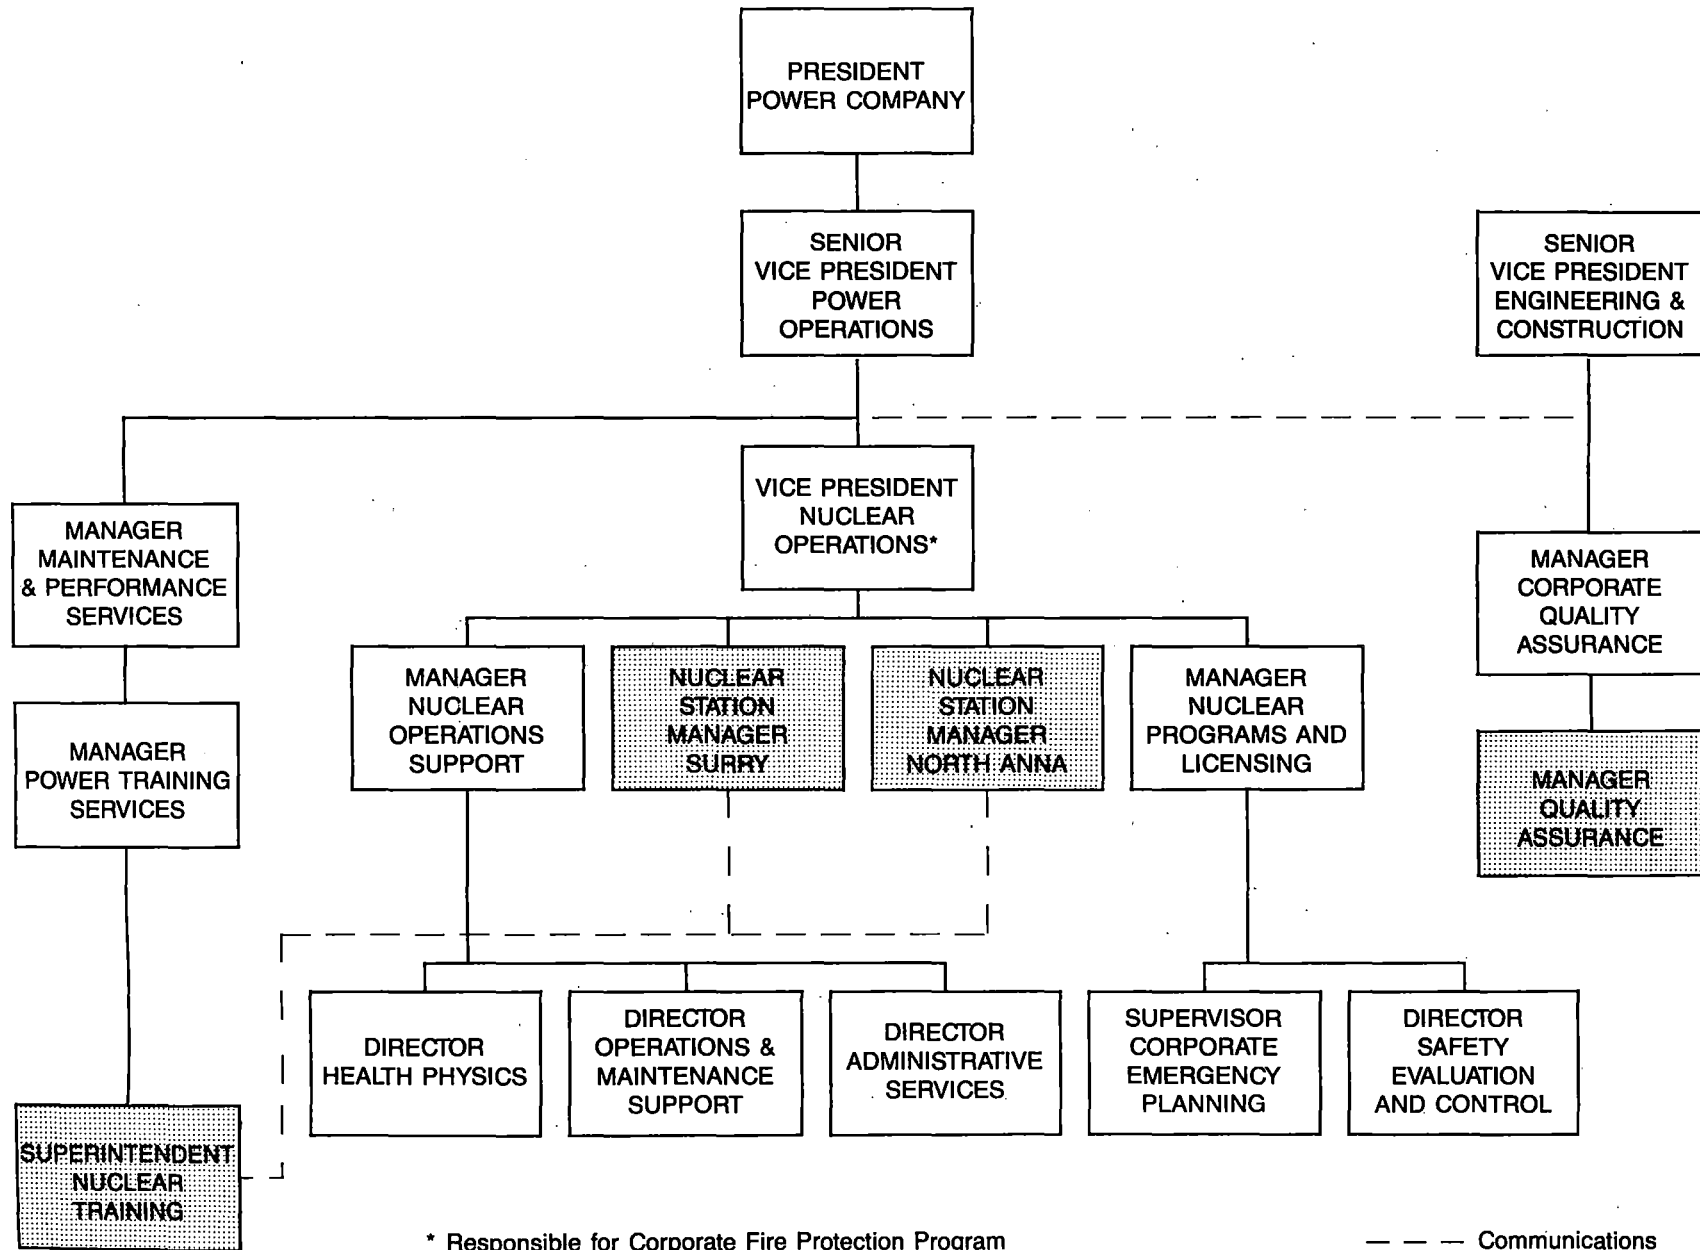 PRESIDENT
POWER COMPANY
SENIOR
VICE PRESIDENT
POWER
OPERATIONS
SENIOR
VICE PRESIDENT
ENGINEERING &
CONSTRUCTION
MANAGER
MAINTENANCE
& PERFORMANCE
SERVICES
VICE PRESIDENT
NUCLEAR
OPERATIONS*
MANAGER
CORPORATE
QUALITY
ASSURANCE
MANAGER
POWER TRAINING
SERVICES
MANAGER
NUCLEAR
OPERATIONS
SUPPORT
NUCLEAR
STATION
MANAGER
SURRY
NUCLEAR
STATION
MANAGER
NORTH ANNA
MANAGER
NUCLEAR
PROGRAMS AND
LICENSING
MANAGER
QUALITY
ASSURANCE
DIRECTOR
HEALTH PHYSICS
DIRECTOR
OPERATIONS &
MAINTENANCE
SUPPORT
DIRECTOR
ADMINISTRATIVE
SERVICES
SUPERVISOR
CORPORATE
EMERGENCY
PLANNING
DIRECTOR
SAFETY
EVALUATION
AND CONTROL
SUPERINTENDENT
NUCLEAR
TRAINING
* Responsible for Corporate Fire Protection Program
Communications